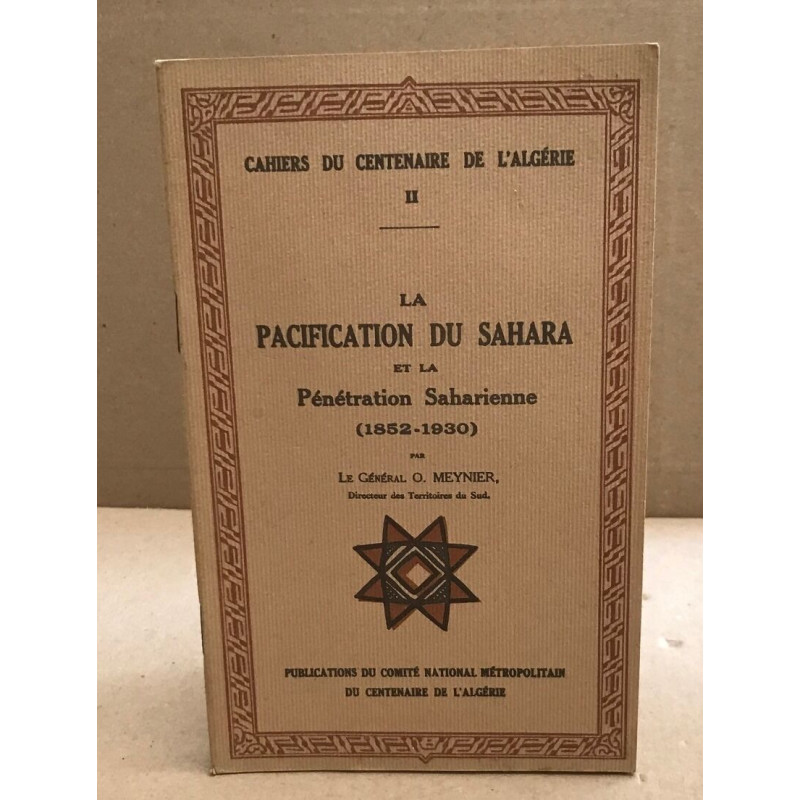 CAHIERS DU CENTENAIRE DE L'ALGÉRIE
II
LA
PACIFICATION DU SAHARA
ET LA
Pénétration Saharienne
(1852-1930)
PAR
LE GÉNÉRAL O. MEYNIER,
Directeur des Territoires du Sud.
PUBLICATIONS DU COMITÉ NATIONAL MÉTROPOLITAIN
DU CENTENAIRE DE L'ALGÉRIE